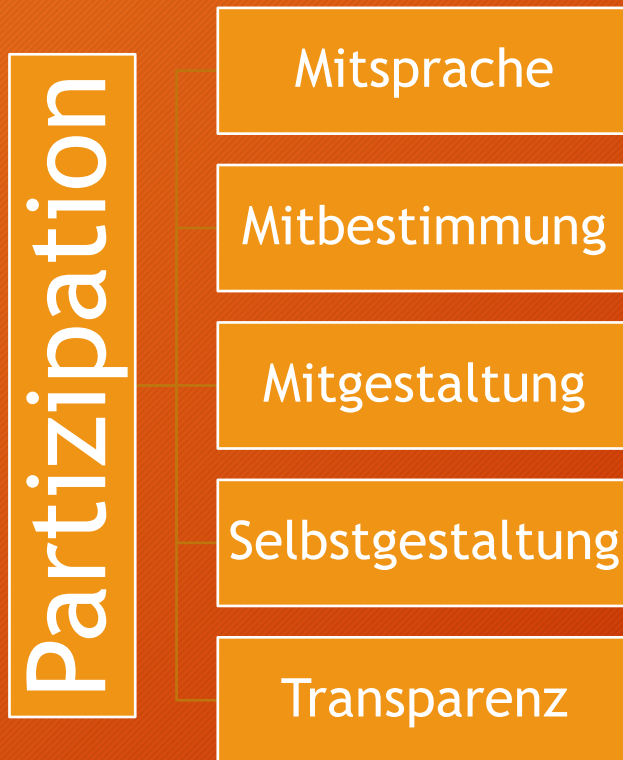 Partizipation
Mitsprache
Mitbestimmung
Mitgestaltung
Selbstgestaltung
Transparenz